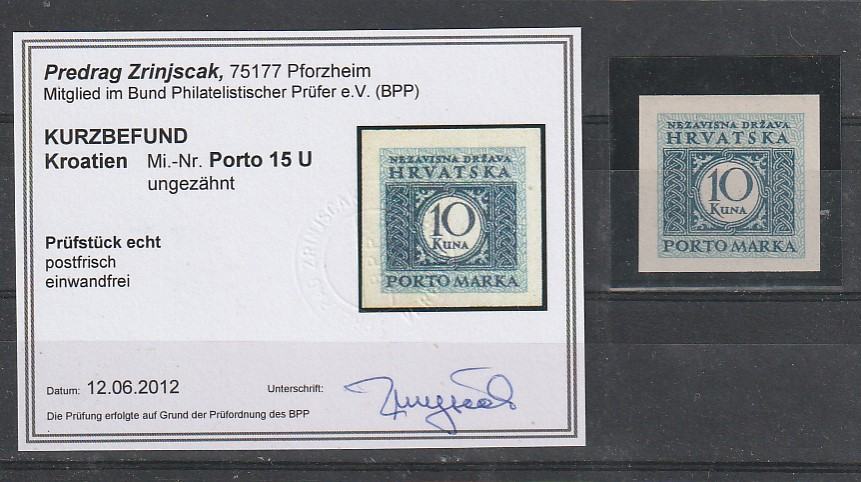 Predrag Zrinjscak, 75177 Pforzheim
Mitglied im Bund Philatelistischer Prüfer e.V. (BPP)
KURZBEFUND
Kroatien Mi.-Nr. Porto 15 U
ungezähnt
Prüfstück echt
postfrisch
einwandfrei
NEZAVISNA DRŽAVA
HRVATSKA
10
KUNA
PORTO MARKA
Datum: 12.06.2012 Unterschrift:
Die Prüfung erfolgte auf Grund der Prüfordnung des BPP
NEZAVISNA DRŽAVA
HRVATSKA
10
KUNA
PORTO MARKA